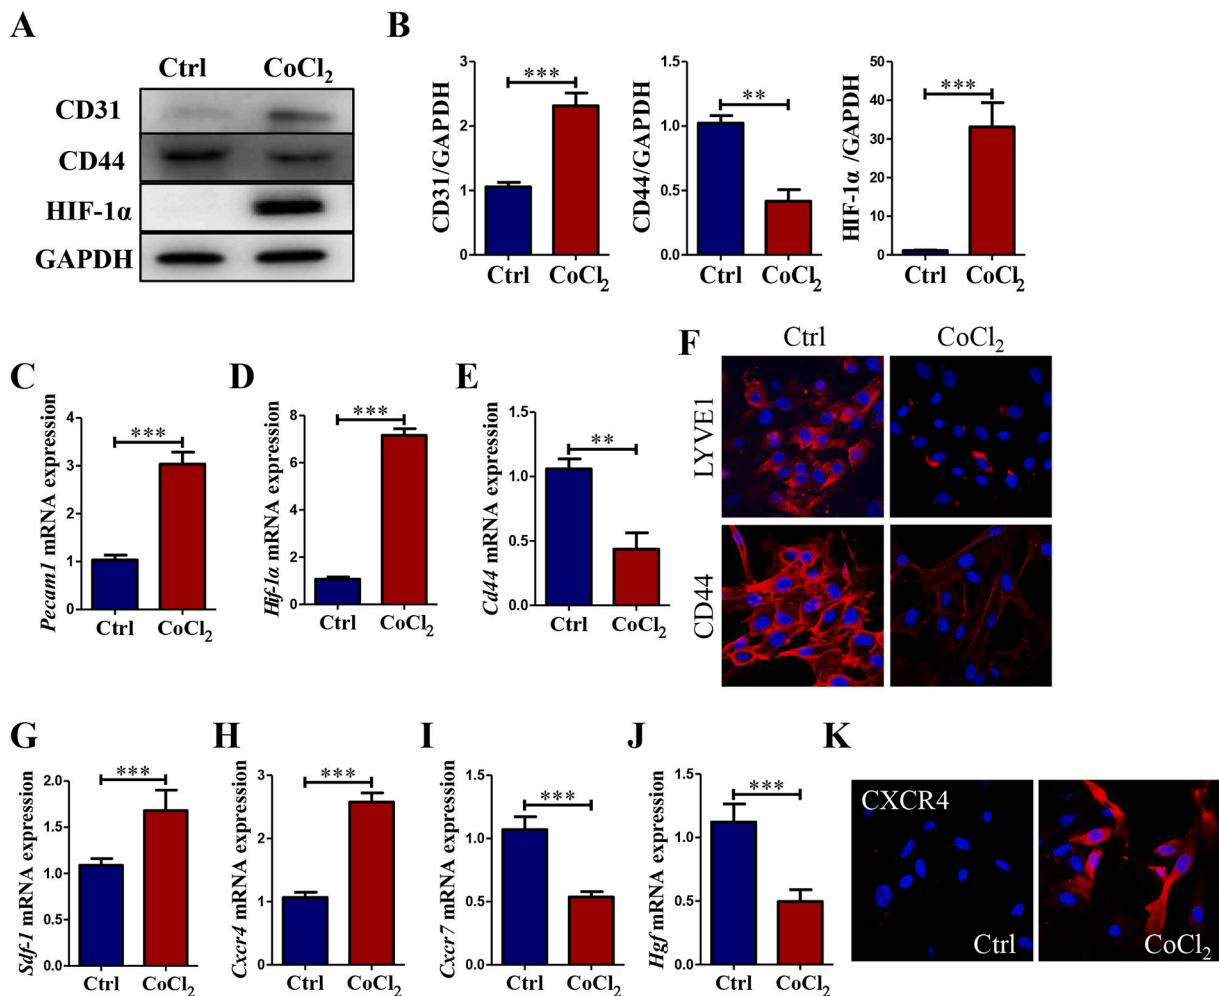 A
Ctrl CoCl₂
CD31
CD44
HIF-1α
GAPDH
B
CD31/GAPDH
3
2
1
0
***
Ctrl CoCl₂
CD44/GAPDH
1.5
1.0
0.5
0.0
**
Ctrl CoCl₂
HIF-1α /GAPDH
50
40
30
20
10
0
***
Ctrl CoCl₂
C
Pecam1 mRNA expression
4
3
2
1
0
***
Ctrl CoCl₂
D
Hif-1α mRNA expression
8
6
4
2
0
***
Ctrl CoCl₂
E
Cd44 mRNA expression
1.5
1.0
0.5
0.0
**
Ctrl CoCl₂
F
Ctrl CoCl₂
LYVE1
CD44
G
Sdf-1 mRNA expression
2.0
1.5
1.0
0.5
0.0
***
Ctrl CoCl₂
H
Cxcr4 mRNA expression
3
2
1
0
***
Ctrl CoCl₂
I
Cxcr7 mRNA expression
1.5
1.0
0.5
0.0
***
Ctrl CoCl₂
J
Hgf mRNA expression
1.5
1.0
0.5
0.0
***
Ctrl CoCl₂
K
CXCR4
Ctrl CoCl₂